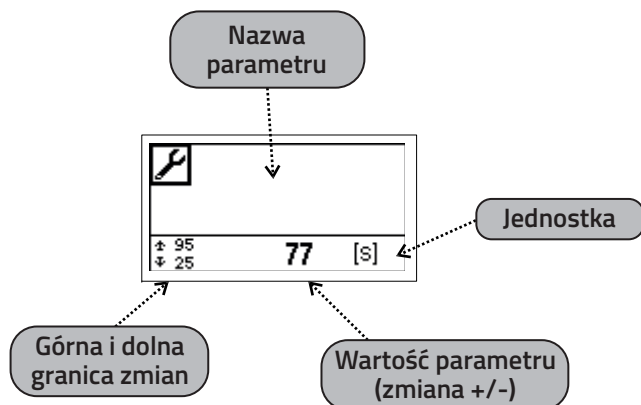 Nazwa
parametru
Jednostka
95
25
77
[S]
Górna i dolna
granica zmian
Wartość parametru
(zmiana +/-)